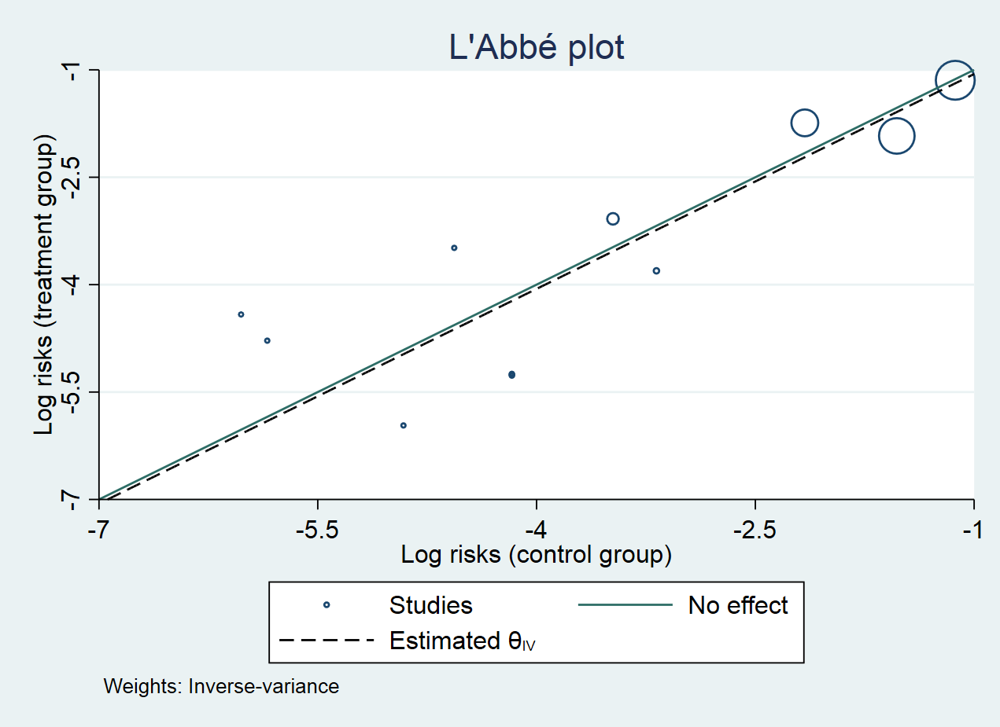 L'Abbé plot
Log risks (treatment group)
-1
-2.5
-4
-5.5
-7
-7 -5.5 -4 -2.5 -1
Log risks (control group)
Studies No effect
Estimated θIV
Weights: Inverse-variance